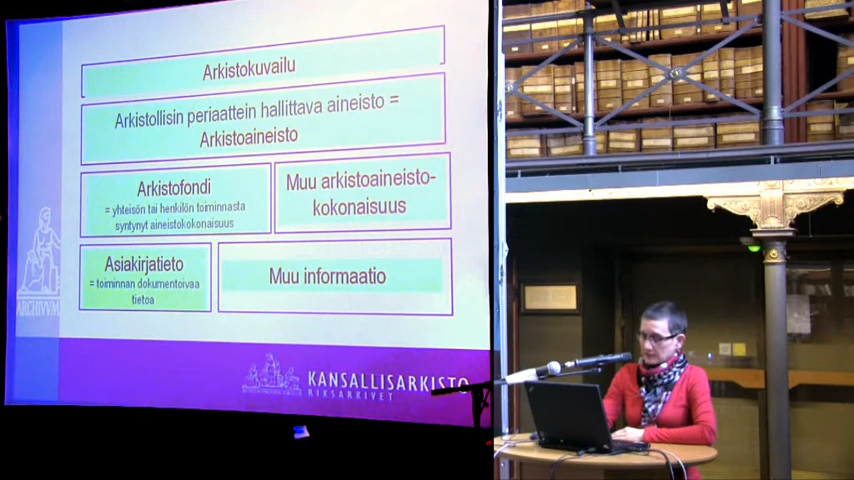 Arkistokuvailu
Arkistollisin periaattein hallittava aineisto =
Arkistoaineisto
Arkistofondi
= yhteisön tai henkilön toiminnasta
syntynyt aineistokokonaisuus
Muu arkistoaineisto-
kokonaisuus
Asiakirjatieto
= toiminnan dokumentoivaa
tietoa
Muu informaatio
ARCHIVVM
KANSALLISARKISTO
RIKSARKIVET